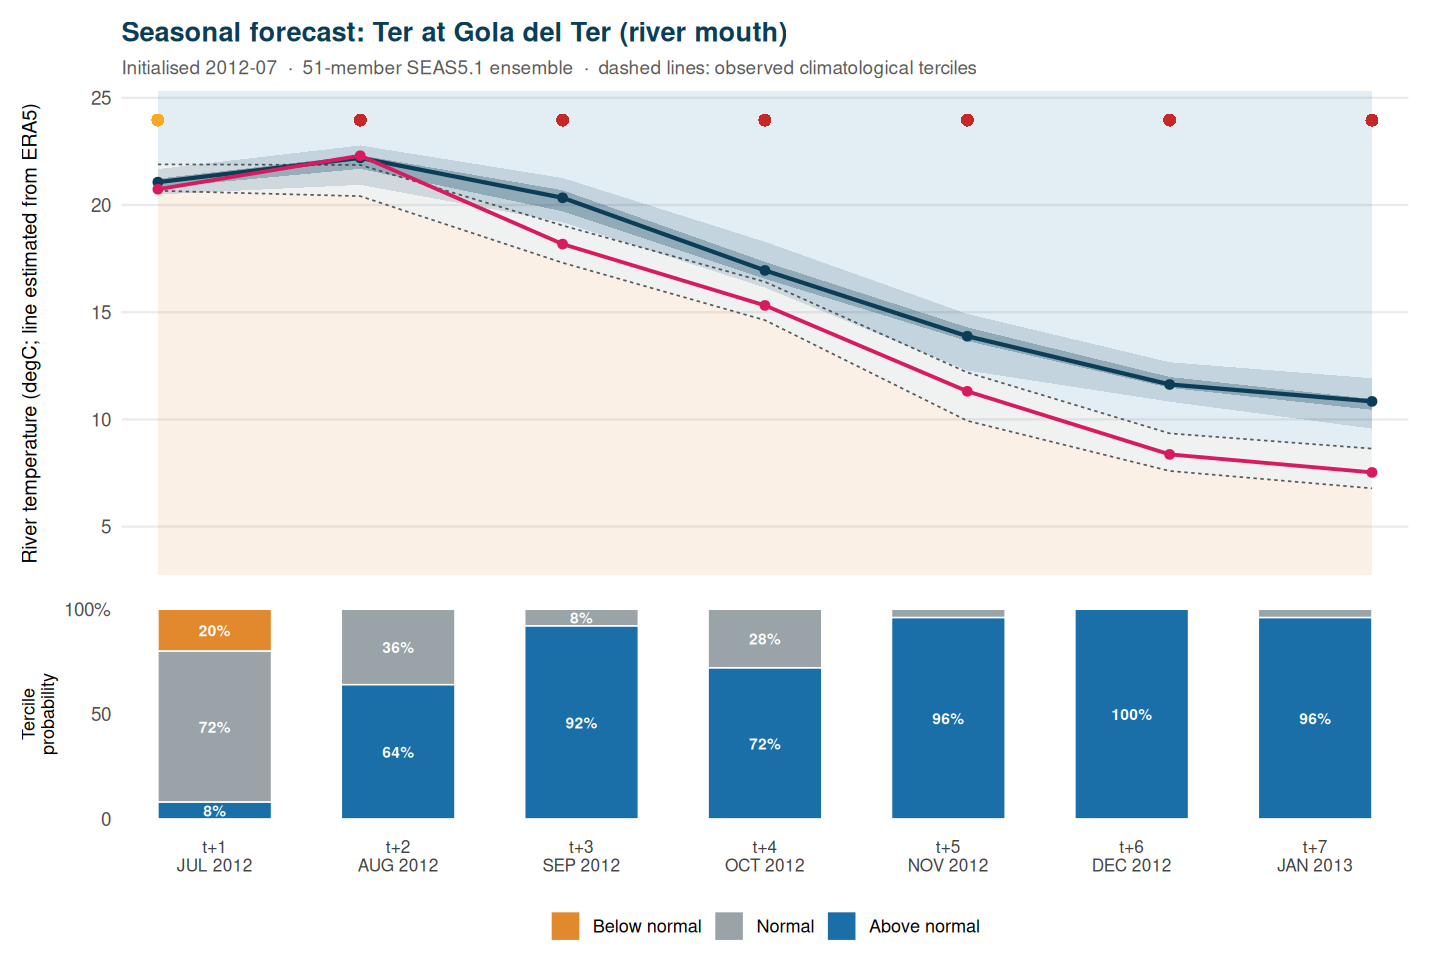 Seasonal forecast: Ter at Gola del Ter (river mouth)
Initialised 2012-07 · 51-member SEAS5.1 ensemble · dashed lines: observed climatological terciles
River temperature (degC; line estimated from ERA5)
25
20
15
10
5
Tercile
probability
100%
50
0
20%
72%
8%
36%
64%
8%
92%
28%
72%
96%
100%
96%
t+1
JUL 2012
t+2
AUG 2012
t+3
SEP 2012
t+4
OCT 2012
t+5
NOV 2012
t+6
DEC 2012
t+7
JAN 2013
Below normal
Normal
Above normal